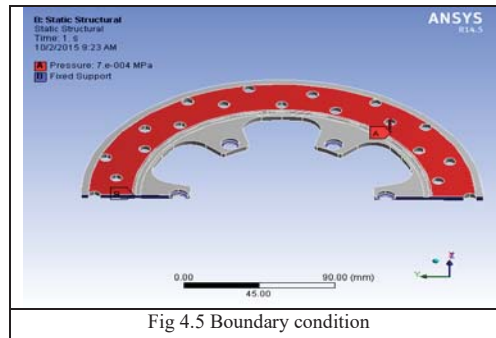 B: Static Structural
Static Structural
Time: 1. s
10/2/2015 9:23 AM
A Pressure: 7.e-004 MPa
B Fixed Support
ANSYS
R14.5
A
B
0.00
90.00 (mm)
45.00
Y
X
Fig 4.5 Boundary condition